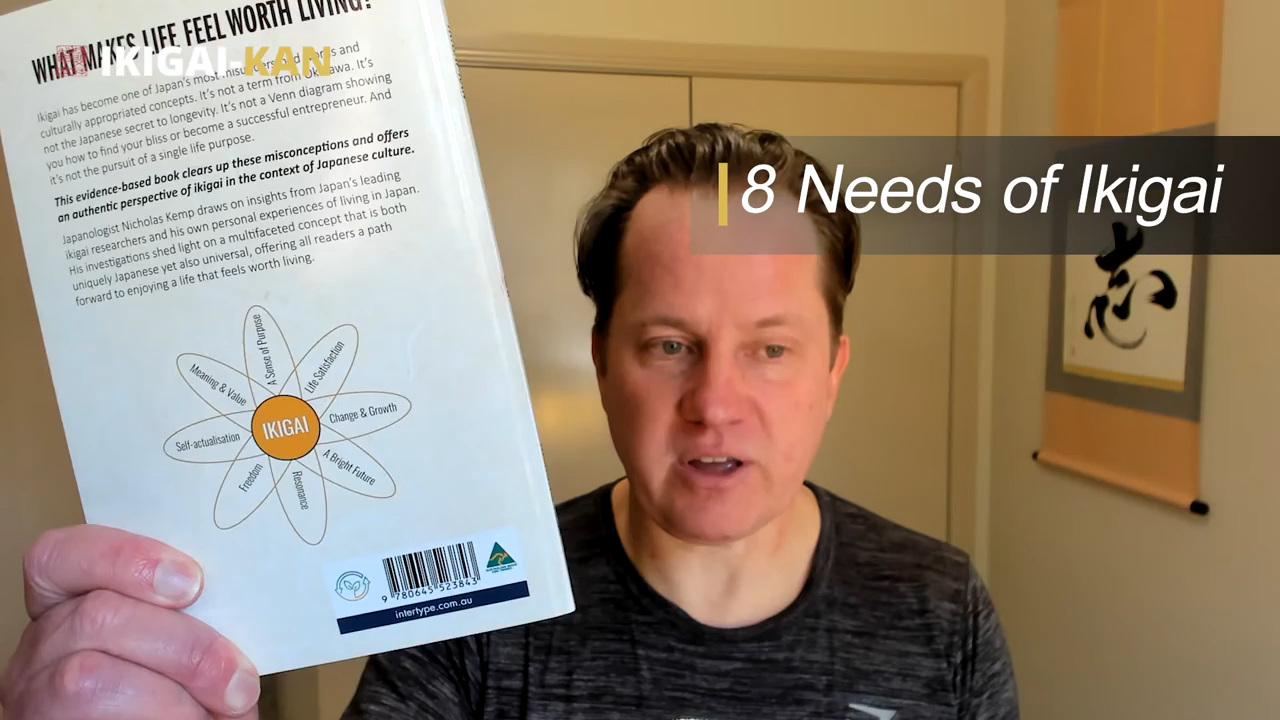 WHAT MAKES LIFE FEEL WORTH LIVING?
IKIGAI-KAN
Ikigai has become one of Japan's most misunderstood words and
culturally appropriated concepts. It's not a term from Okinawa. It's
not the Japanese secret to longevity. It's not a Venn diagram showing
you how to find your bliss or become a successful entrepreneur. And
it's not the pursuit of a single life purpose.
This evidence-based book clears up these misconceptions and offers
an authentic perspective of ikigai in the context of Japanese culture.
Japanologist Nicholas Kemp draws on insights from Japan's leading
ikigai researchers and his own personal experiences of living in Japan.
His investigations shed light on a multifaceted concept that is both
uniquely Japanese yet also universal, offering all readers a path
forward to enjoying a life that feels worth living.
A Sense of Purpose
Life Satisfaction
Change & Growth
A Bright Future
Resonance
Freedom
Self-actualisation
Meaning & Value
IKIGAI
9 780645 523843
intertype.com.au
8 Needs of Ikigai
志